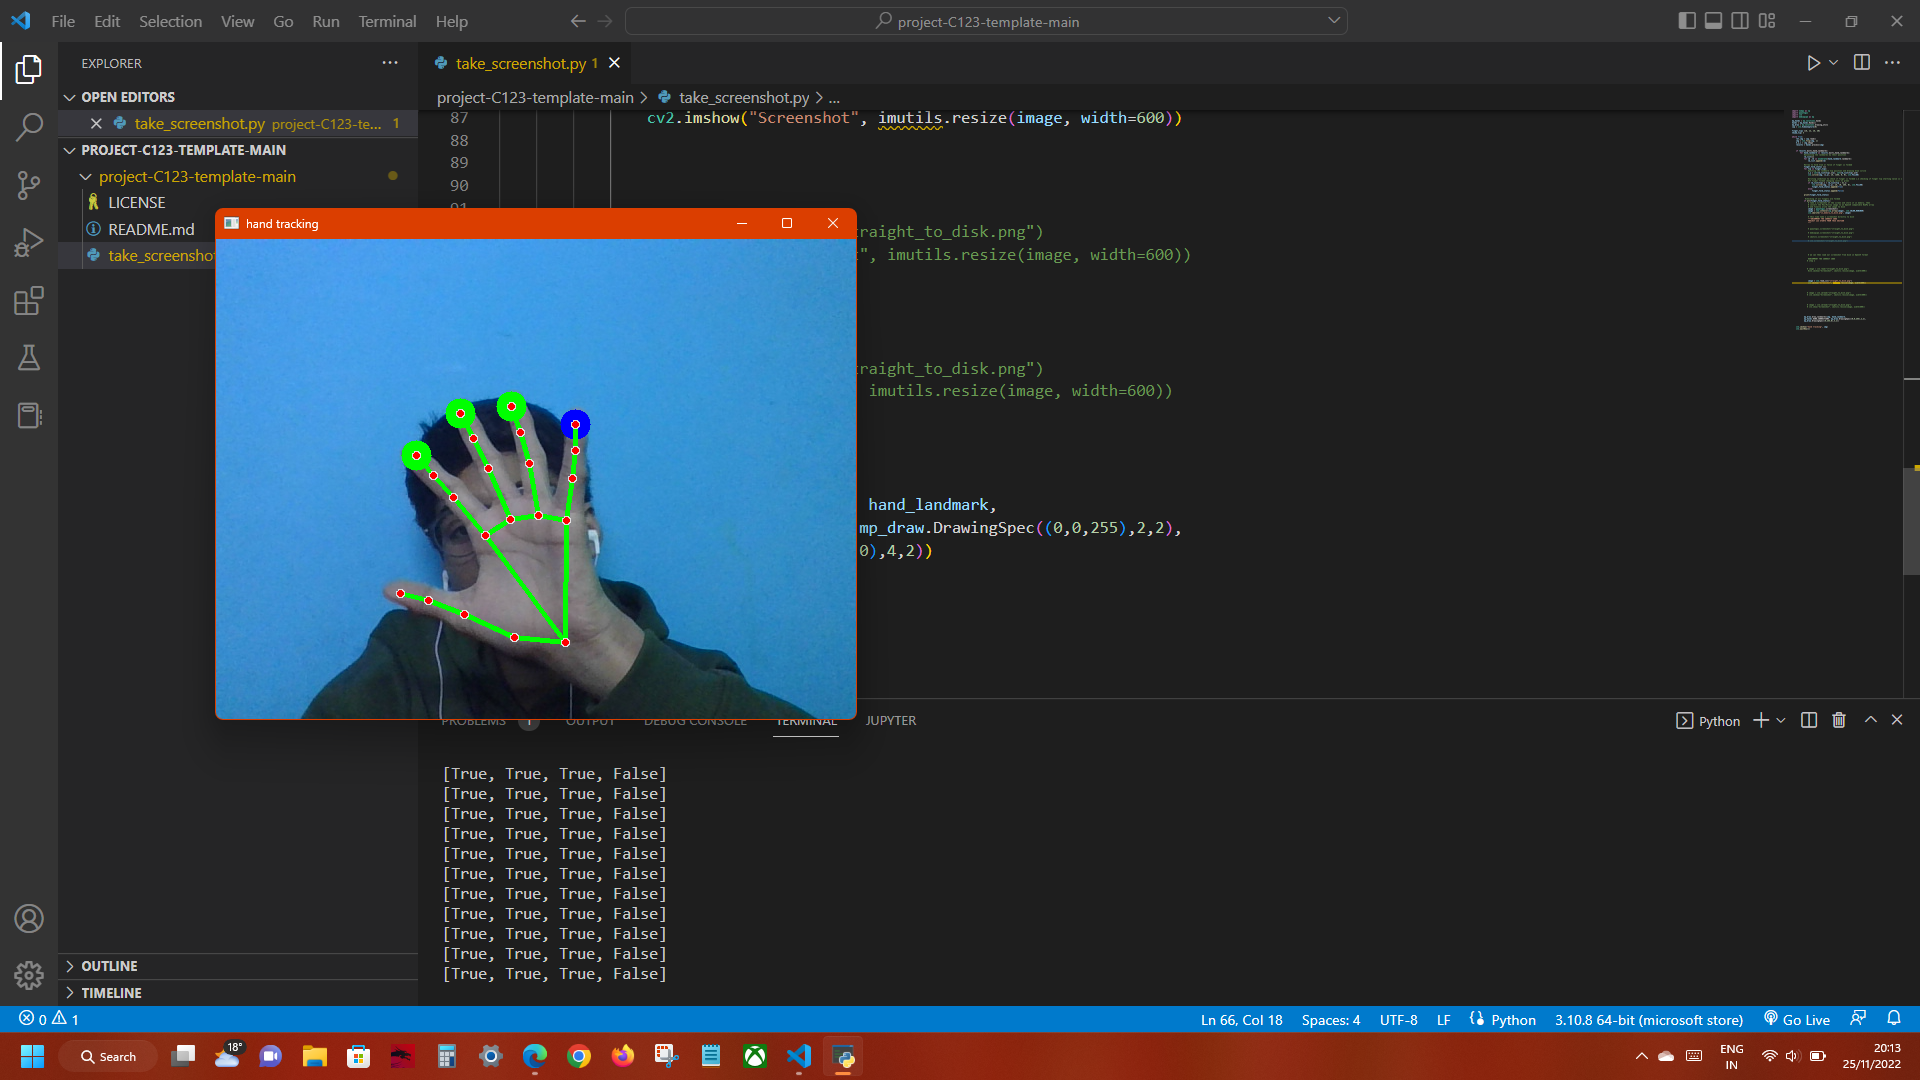 File Edit Selection View Go Run Terminal Help
project-C123-template-main
EXPLORER
take_screenshot.py 1
OPEN EDITORS
project-C123-template-main > take_screenshot.py > ...
take_screenshot.py project-C123-te... 1
PROJECT-C123-TEMPLATE-MAIN
project-C123-template-main
LICENSE
README.md
take_screenshot
87 cv2.imshow("Screenshot", imutils.resize(image, width=600))
88
89
90
91
hand tracking
raight_to_disk.png")
", imutils.resize(image, width=600))
raight_to_disk.png")
imutils.resize(image, width=600))
hand_landmark,
mp_draw.DrawingSpec((0,0,255),2,2),
0),4,2))
PROBLEMS 1 OUTPUT DEBUG CONSOLE TERMINAL JUPYTER
Python
[True, True, True, False]
[True, True, True, False]
[True, True, True, False]
[True, True, True, False]
[True, True, True, False]
[True, True, True, False]
[True, True, True, False]
[True, True, True, False]
[True, True, True, False]
[True, True, True, False]
[True, True, True, False]
OUTLINE
TIMELINE
0 1
Ln 66, Col 18 Spaces: 4 UTF-8 LF Python 3.10.8 64-bit (microsoft store) Go Live
Search
18°
ENG
IN
20:13
25/11/2022